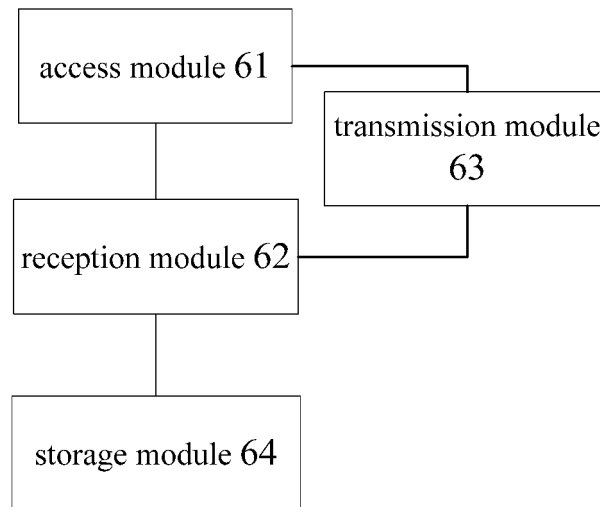 access module 61
transmission module
63
reception module 62
storage module 64